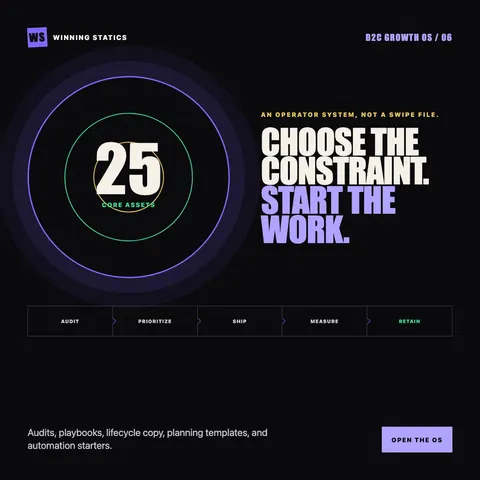 WS WINNING STATICS
D2C GROWTH OS / 06
AN OPERATOR SYSTEM, NOT A SWIPE FILE.
25
CORE ASSETS
CHOOSE THE
CONSTRAINT.
START THE
WORK.
AUDIT
PRIORITIZE
SHIP
MEASURE
RETAIN
Audits, playbooks, lifecycle copy, planning templates, and
automation starters.
OPEN THE OS